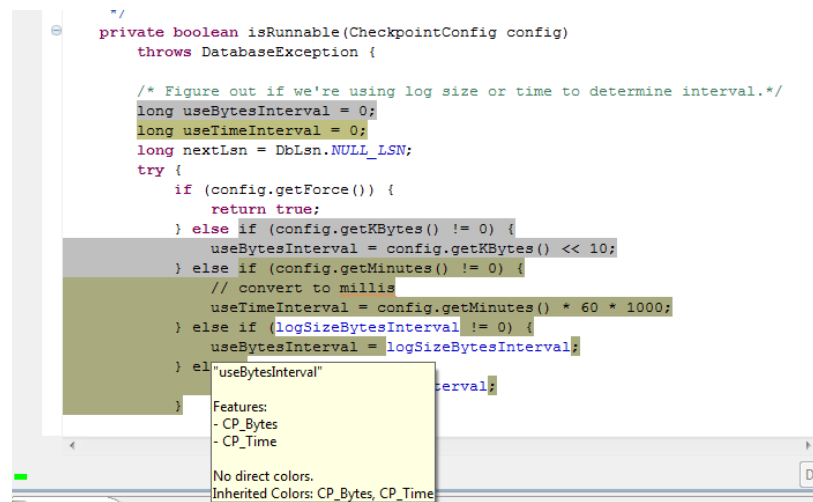 */
private boolean isRunnable(CheckpointConfig config)
throws DatabaseException {
/* Figure out if we're using log size or time to determine interval.*/
long useBytesInterval = 0;
long useTimeInterval = 0;
long nextLsn = DbLsn.NULL_LSN;
try {
if (config.getForce()) {
return true;
} else if (config.getKBytes() != 0) {
useBytesInterval = config.getKBytes() << 10;
} else if (config.getMinutes() != 0) {
// convert to millis
useTimeInterval = config.getMinutes() * 60 * 1000;
} else if (logSizeBytesInterval != 0) {
useBytesInterval = logSizeBytesInterval;
} el
"useBytesInterval"
terval;
Features:
}
- CP_Bytes
- CP_Time
No direct colors.
Inherited Colors: CP_Bytes, CP_Time